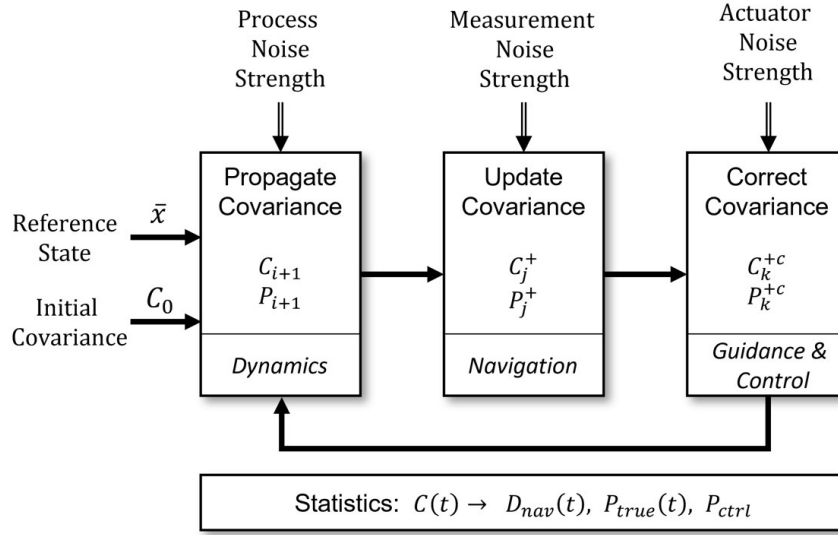 Process
Noise
Strength
Measurement
Noise
Strength
Actuator
Noise
Strength
Reference
State
x̄
Initial
Covariance
C₀
Propagate
Covariance
Cᵢ₊₁
Pᵢ₊₁
Dynamics
Update
Covariance
Cⱼ⁺
Pⱼ⁺
Navigation
Correct
Covariance
Cₖ⁺ᶜ
Pₖ⁺ᶜ
Guidance &
Control
Statistics: C(t) → D_nav(t), P_true(t), P_ctrl